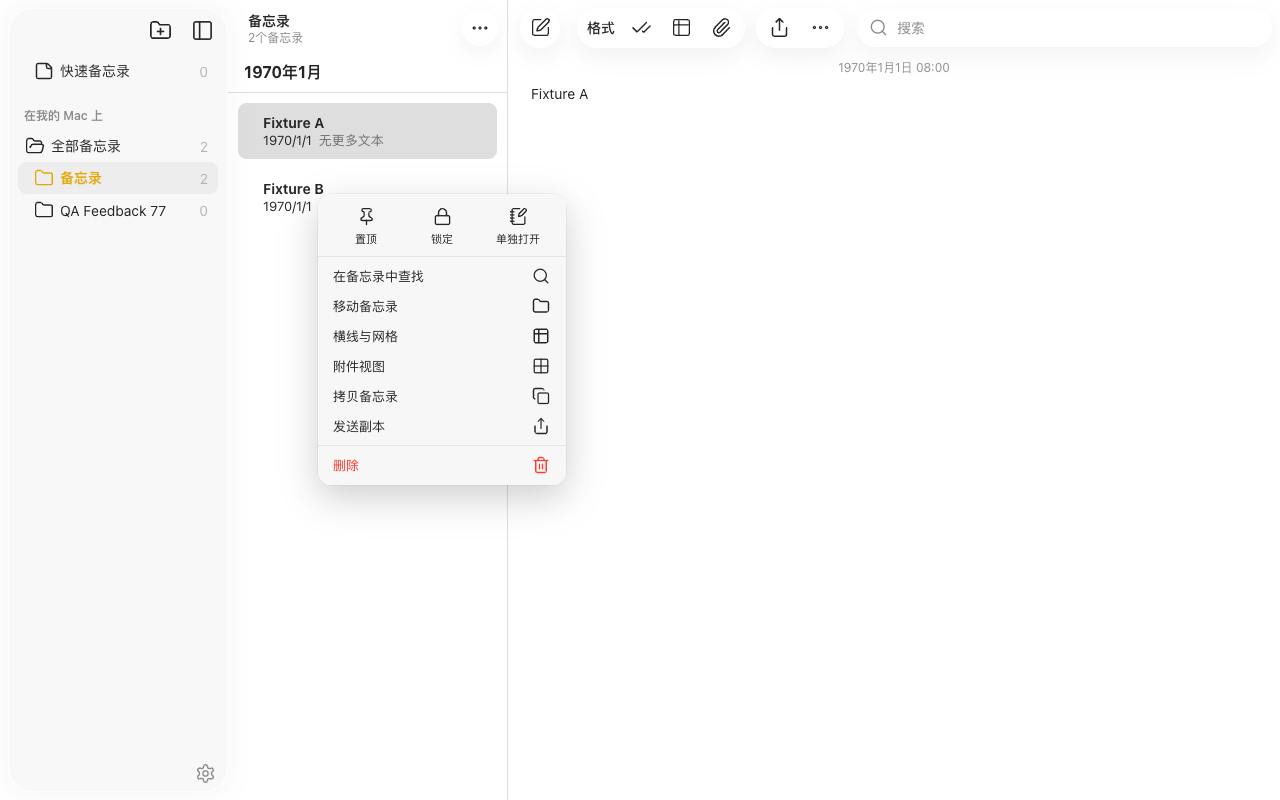 快速备忘录 0
在我的 Mac 上
全部备忘录 2
备忘录 2
QA Feedback 77 0
备忘录
2个备忘录
1970年1月
Fixture A
1970/1/1 无更多文本
Fixture B
1970/1/1
置顶 锁定 单独打开
在备忘录中查找
移动备忘录
横线与网格
附件视图
拷贝备忘录
发送副本
删除
格式
搜索
1970年1月1日 08:00
Fixture A